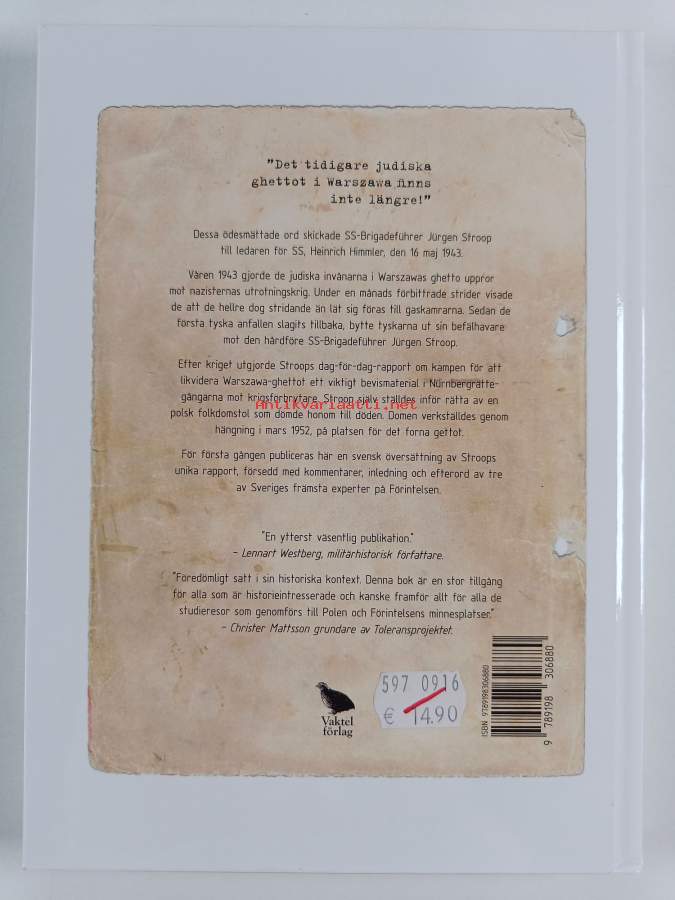 "Det tidigare judiska
ghettot i Warszawa finns
inte längre!"
Dessa ödesmättade ord skickade SS-Brigadeführer Jürgen Stroop
till ledaren för SS, Heinrich Himmler, den 16 maj 1943.
Våren 1943 gjorde de judiska invånarna i Warszawas ghetto uppror
mot nazisternas utrotningskrig. Under en månads förbittrade strider visade
de att de hellre dog stridande än lät sig föras till gaskamrarna. Sedan de
första tyska anfallen slagits tillbaka, bytte tyskarna ut sin befälhavare
mot den hårdföre SS-Brigadeführer Jürgen Stroop.
Efter kriget utgjorde Stroops dag-för-dag-rapport om kampen för att
likvidera Warszawa-ghettot ett viktigt bevismaterial i Nürnbergrätte-
gångarna mot krigsförbrytare. Stroop själv ställdes inför rätta av en
Antikvariaatti.net
polsk folkdomstol som dömde honom till döden. Domen verkställdes genom
hängning i mars 1952, på platsen för det forna gettot.
För första gången publiceras här en svensk översättning av Stroops
unika rapport, försedd med kommentarer, inledning och efterord av tre
av Sveriges främsta experter på Förintelsen.
"En ytterst väsentlig publikation."
– Lennart Westberg, militärhistorisk författare.
"Föredömligt satt i sin historiska kontext. Denna bok är en stor tillgång
för alla som är historieintresserade och kanske framför allt för alla de
studieresor som genomförs till Polen och Förintelsens minnesplatser."
– Christer Mattsson grundare av Toleransprojektet.
Vaktel
förlag
597 0916
€ 14.90
ISBN 9789198306880
9 789198 306880